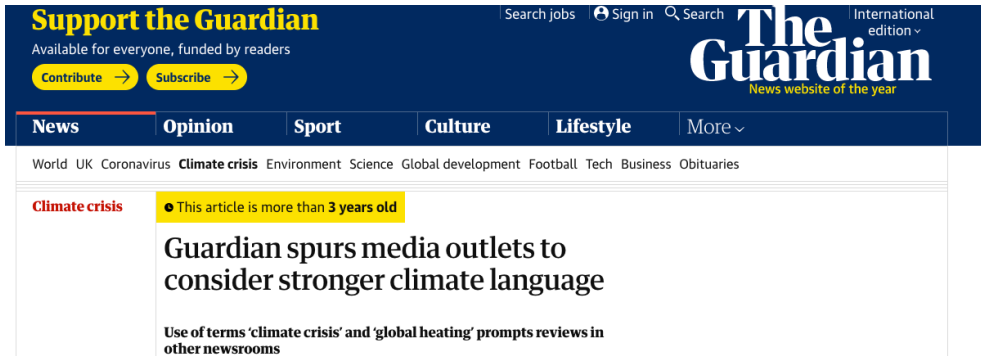 Support the Guardian
Available for everyone, funded by readers
Contribute →
Subscribe →
Search jobs
Sign in
Search
International
edition
The
Guardian
News website of the year
News
Opinion
Sport
Culture
Lifestyle
More
World UK Coronavirus Climate crisis Environment Science Global development Football Tech Business Obituaries
Climate crisis
This article is more than 3 years old
Guardian spurs media outlets to
consider stronger climate language
Use of terms ‘climate crisis’ and ‘global heating’ prompts reviews in
other newsrooms